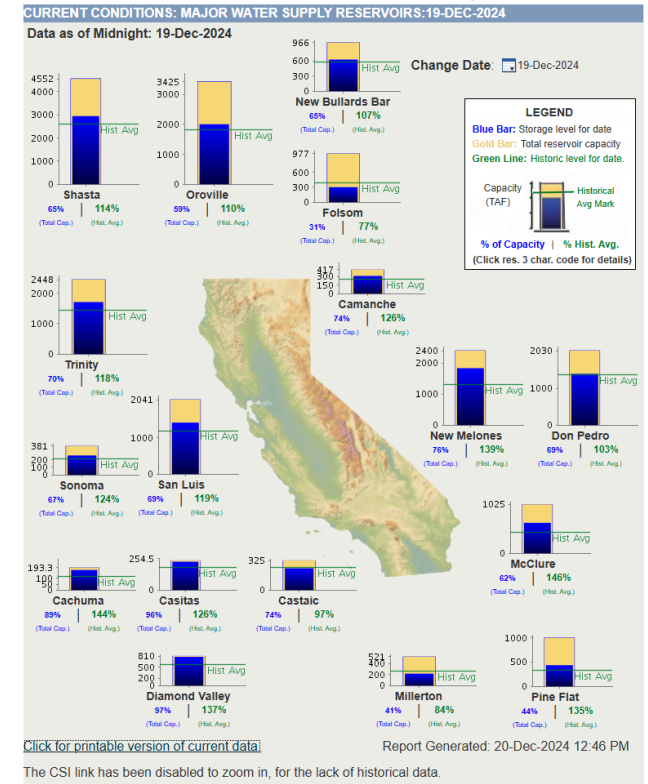 CURRENT CONDITIONS: MAJOR WATER SUPPLY RESERVOIRS:19-DEC-2024
Data as of Midnight: 19-Dec-2024
Change Date: 19-Dec-2024
4552
4000
3000
2000
1000
0
Hist Avg
Shasta
65% | 114%
(Total Cap.) (Hist. Avg.)
3425
3000
2000
1000
0
Hist Avg
Oroville
59% | 110%
(Total Cap.) (Hist. Avg.)
966
600
300
0
Hist Avg
New Bullards Bar
65% | 107%
(Total Cap.) (Hist. Avg.)
977
600
300
0
Hist Avg
Folsom
31% | 77%
(Total Cap.) (Hist. Avg.)
LEGEND
Blue Bar: Storage level for date
Gold Bar: Total reservoir capacity
Green Line: Historic level for date.
Capacity
(TAF)
Historical
Avg Mark
% of Capacity | % Hist. Avg.
(Click res. 3 char. code for details)
417
300
150
0
Hist Avg
Camanche
74% | 126%
(Total Cap.) (Hist. Avg.)
2448
2000
1000
0
Hist Avg
Trinity
70% | 118%
(Total Cap.) (Hist. Avg.)
2400
2000
1000
0
Hist Avg
New Melones
76% | 139%
(Total Cap.) (Hist. Avg.)
2030
1000
0
Hist Avg
Don Pedro
69% | 103%
(Total Cap.) (Hist. Avg.)
381
200
100
0
Hist Avg
Sonoma
67% | 124%
(Total Cap.) (Hist. Avg.)
2041
1000
0
Hist Avg
San Luis
69% | 119%
(Total Cap.) (Hist. Avg.)
1025
0
Hist Avg
McClure
62% | 146%
(Total Cap.) (Hist. Avg.)
193.3
100
50
0
Hist Avg
Cachuma
89% | 144%
(Total Cap.) (Hist. Avg.)
254.5
0
Hist Avg
Casitas
96% | 126%
(Total Cap.) (Hist. Avg.)
325
0
Hist Avg
Castaic
74% | 97%
(Total Cap.) (Hist. Avg.)
810
500
200
0
Hist Avg
Diamond Valley
97% | 137%
(Total Cap.) (Hist. Avg.)
521
400
200
0
Hist Avg
Millerton
41% | 84%
(Total Cap.) (Hist. Avg.)
1000
500
0
Hist Avg
Pine Flat
44% | 135%
(Total Cap.) (Hist. Avg.)
Click for printable version of current data.
Report Generated: 20-Dec-2024 12:46 PM
The CSI link has been disabled to zoom in, for the lack of historical data.